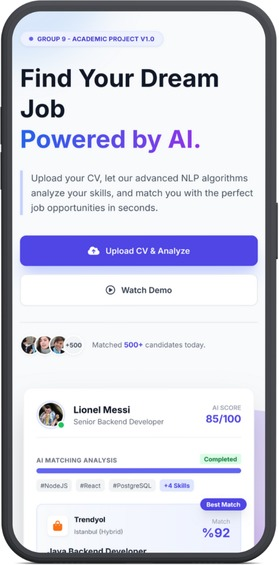 GROUP 9 - ACADEMIC PROJECT V1.0
Find Your Dream
Job
Powered by AI.
Upload your CV, let our advanced NLP algorithms
analyze your skills, and match you with the perfect
job opportunities in seconds.
Upload CV & Analyze
Watch Demo
+500
Matched 500+ candidates today.
Lionel Messi
Senior Backend Developer
AI SCORE
85/100
AI MATCHING ANALYSIS
Completed
#NodeJS
#React
#PostgreSQL
+4 Skills
Best Match
Trendyol
Istanbul (Hybrid)
Match
%92
Java Backend Developer